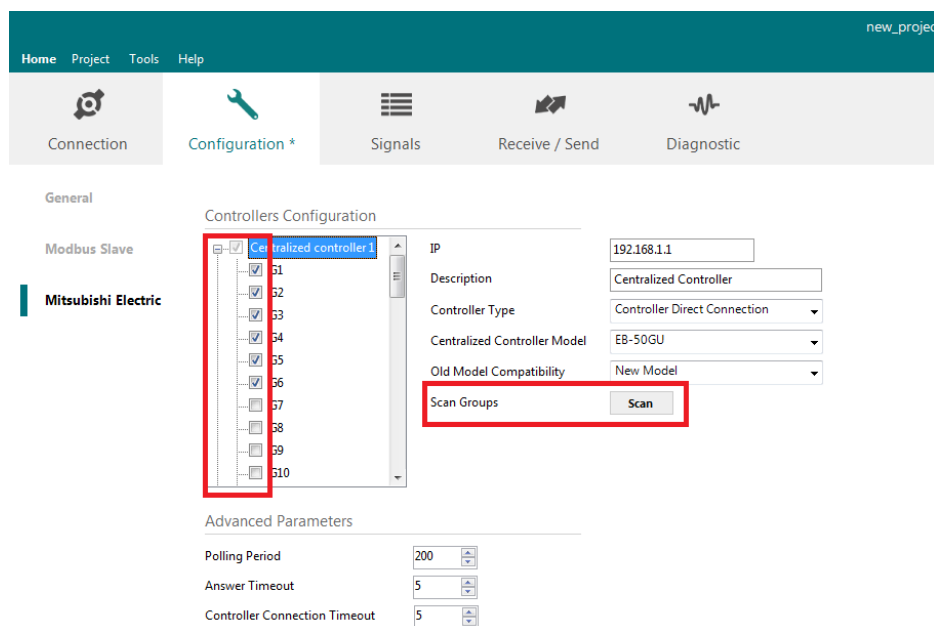 new_projec
Home Project Tools Help
Connection Configuration * Signals Receive / Send Diagnostic
General
Modbus Slave
Mitsubishi Electric
Controllers Configuration
Centralized controller 1
G1
G2
G3
G4
G5
G6
G7
G8
G9
G10
IP 192.168.1.1
Description Centralized Controller
Controller Type Controller Direct Connection
Centralized Controller Model EB-50GU
Old Model Compatibility New Model
Scan Groups Scan
Advanced Parameters
Polling Period 200
Answer Timeout 5
Controller Connection Timeout 5